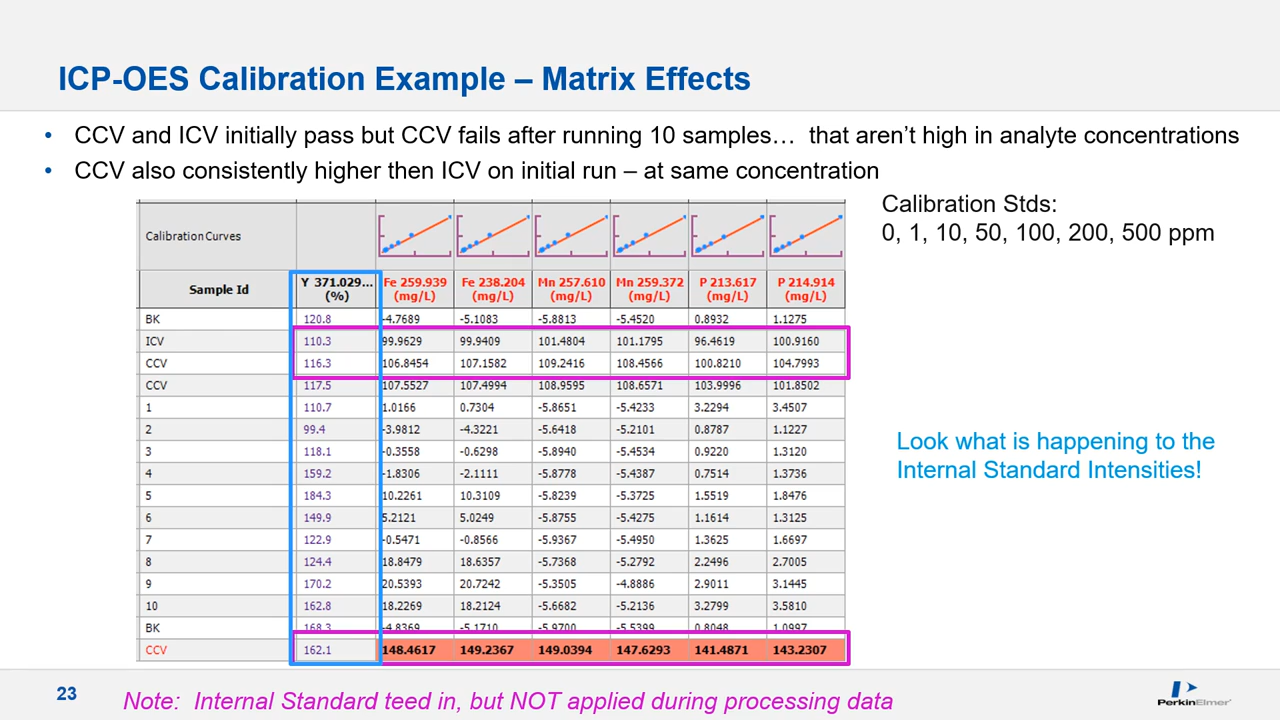 ICP-OES Calibration Example – Matrix Effects
• CCV and ICV initially pass but CCV fails after running 10 samples… that aren’t high in analyte concentrations
• CCV also consistently higher then ICV on initial run – at same concentration
Calibration Stds:
0, 1, 10, 50, 100, 200, 500 ppm
Calibration Curves
Sample Id Y 371.029... (%) Fe 259.939 (mg/L) Fe 238.204 (mg/L) Mn 257.610 (mg/L) Mn 259.372 (mg/L) P 213.617 (mg/L) P 214.914 (mg/L)
BK 120.8 -4.7689 -5.1083 -5.8813 -5.4520 0.8932 1.1275
ICV 110.3 99.9629 99.9409 101.4804 101.1795 96.4619 100.9160
CCV 116.3 106.8454 107.1582 109.2416 108.4566 100.8210 104.7993
CCV 117.5 107.5527 107.4994 108.9595 108.6571 103.9996 101.8502
1 110.7 1.0166 0.7304 -5.8651 -5.4233 3.2294 3.4507
2 99.4 -3.9812 -4.3221 -5.6418 -5.2101 0.8787 1.1227
3 118.1 -0.3558 -0.6298 -5.8940 -5.4534 0.9220 1.3120
4 159.2 -1.8306 -2.1111 -5.8778 -5.4387 0.7514 1.3736
5 184.3 10.2261 10.3109 -5.8239 -5.3725 1.5519 1.8476
6 149.9 5.2121 5.0249 -5.8755 -5.4275 1.1614 1.3125
7 122.9 -0.5471 -0.8566 -5.9367 -5.4950 1.3625 1.6697
8 124.4 18.8479 18.6357 -5.7368 -5.2792 2.2496 2.7005
9 170.2 20.5393 20.7242 -5.3505 -4.8886 2.9011 3.1445
10 162.8 18.2269 18.2124 -5.6682 -5.2136 3.2799 3.5810
BK 168.3 -4.8369 -5.1710 -5.9700 -5.5399 0.8048 1.0997
CCV 162.1 148.4617 149.2367 149.0394 147.6293 141.4871 143.2307
Look what is happening to the
Internal Standard Intensities!
23
Note: Internal Standard teed in, but NOT applied during processing data
PerkinElmer